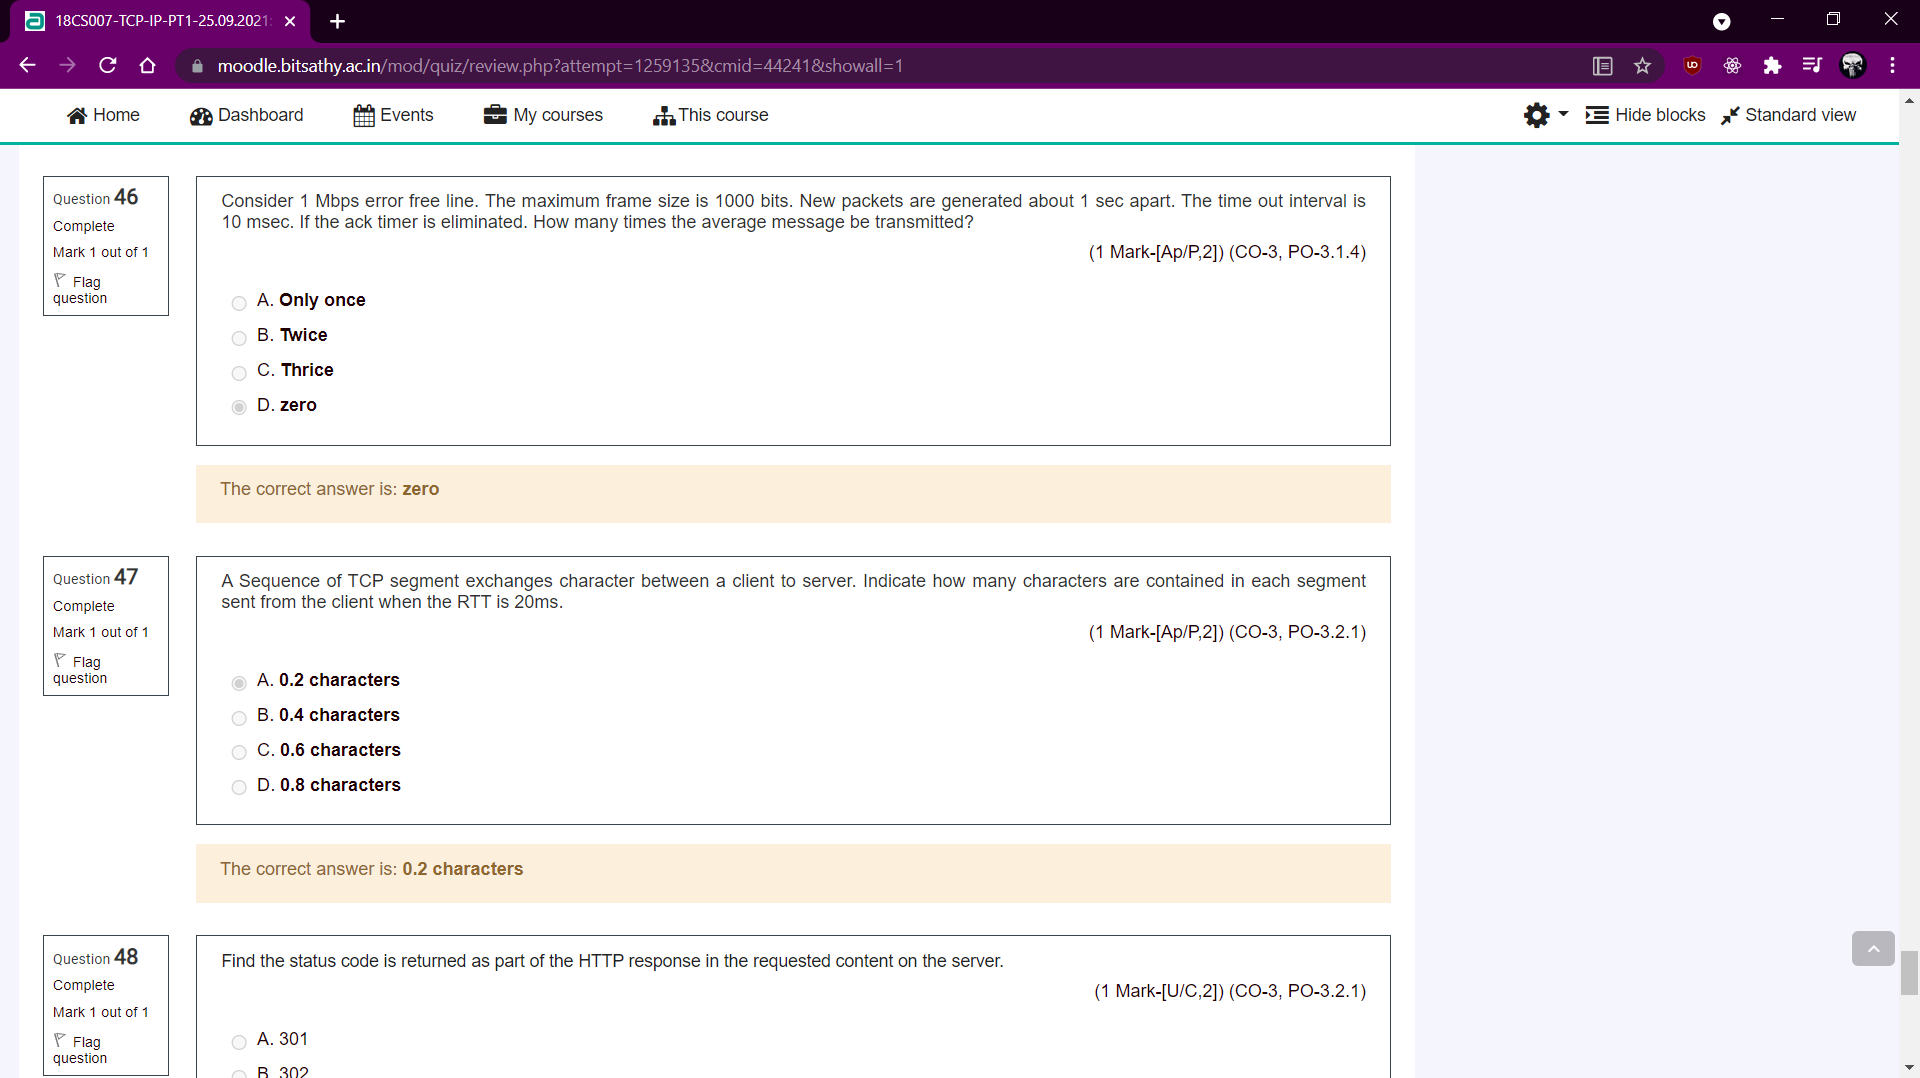 18CS007-TCP-IP-PT1-25.09.2021
moodle.bitsathy.ac.in/mod/quiz/review.php?attempt=1259135&cmid=44241&showall=1
Home Dashboard Events My courses This course Hide blocks Standard view
Question 46
Complete
Mark 1 out of 1
Flag
question
Consider 1 Mbps error free line. The maximum frame size is 1000 bits. New packets are generated about 1 sec apart. The time out interval is
10 msec. If the ack timer is eliminated. How many times the average message be transmitted?
(1 Mark-[Ap/P,2]) (CO-3, PO-3.1.4)
A. Only once
B. Twice
C. Thrice
D. zero
The correct answer is: zero
Question 47
Complete
Mark 1 out of 1
Flag
question
A Sequence of TCP segment exchanges character between a client to server. Indicate how many characters are contained in each segment
sent from the client when the RTT is 20ms.
(1 Mark-[Ap/P,2]) (CO-3, PO-3.2.1)
A. 0.2 characters
B. 0.4 characters
C. 0.6 characters
D. 0.8 characters
The correct answer is: 0.2 characters
Question 48
Complete
Mark 1 out of 1
Flag
question
Find the status code is returned as part of the HTTP response in the requested content on the server.
(1 Mark-[U/C,2]) (CO-3, PO-3.2.1)
A. 301
B. 302